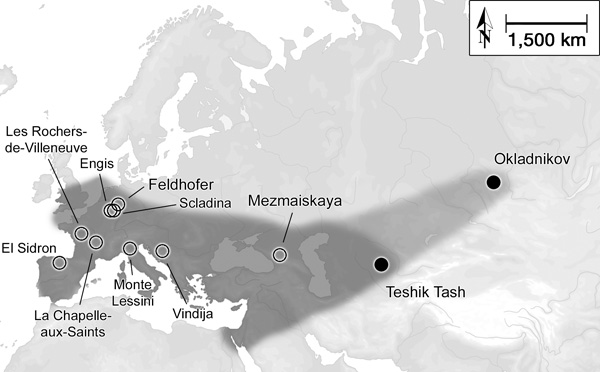 N
1,500 km
Les Rochers-
de-Villeneuve
Engis
Feldhofer
Scladina
Okladnikov
Mezmaiskaya
El Sidron
Monte
Lessini
Teshik Tash
La Chapelle-
aux-Saints
Vindija